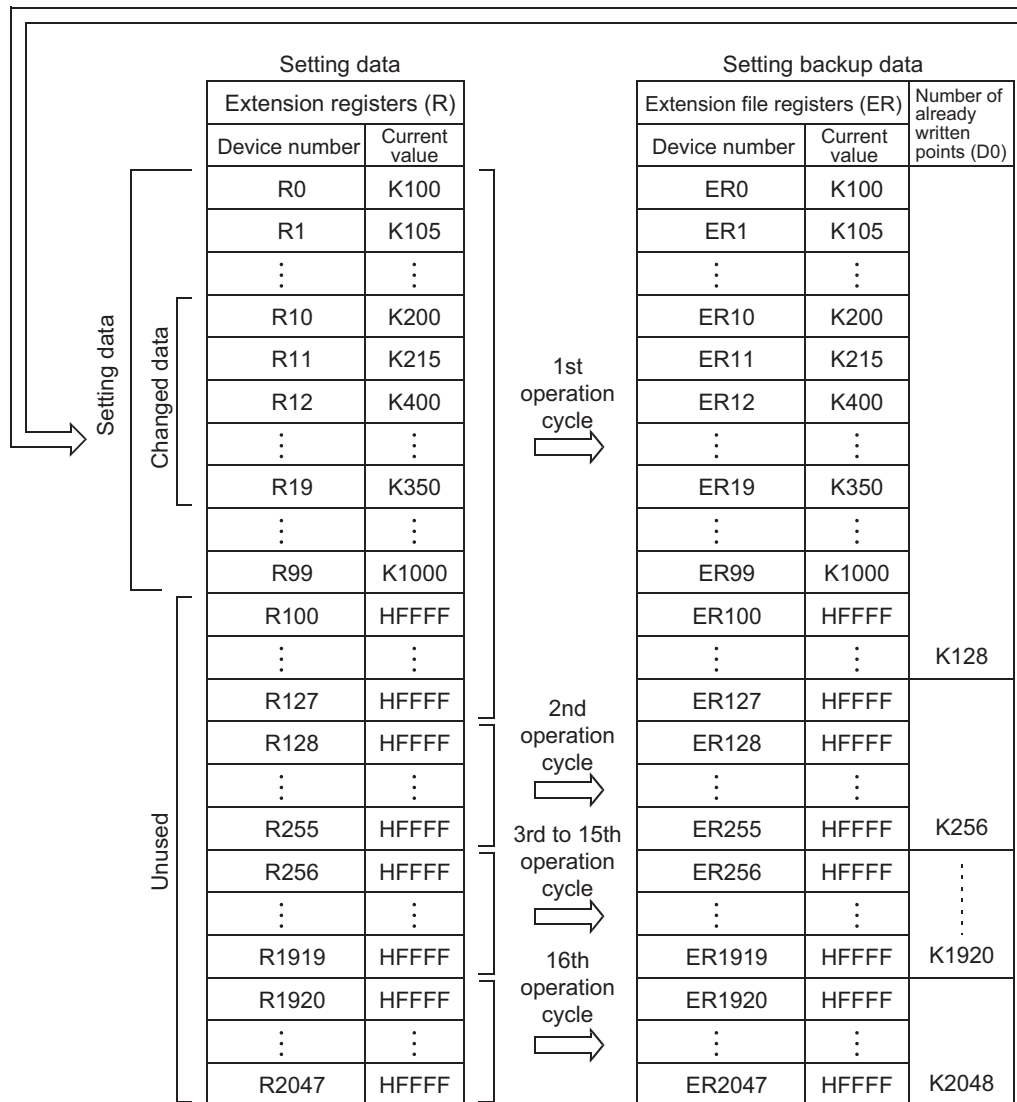 Setting data
Extension registers (R)
Device number Current value
R0 K100
R1 K105
⋮ ⋮
R10 K200
R11 K215
R12 K400
⋮ ⋮
R19 K350
⋮ ⋮
R99 K1000
R100 HFFFF
⋮ ⋮
R127 HFFFF
R128 HFFFF
⋮ ⋮
R255 HFFFF
R256 HFFFF
⋮ ⋮
R1919 HFFFF
R1920 HFFFF
⋮ ⋮
R2047 HFFFF
Setting data
Changed data
Unused
1st
operation
cycle
2nd
operation
cycle
3rd to 15th
operation
cycle
16th
operation
cycle
Setting backup data
Extension file registers (ER)
Number of
already
written
points (D0)
Device number Current value
ER0 K100
ER1 K105
⋮ ⋮
ER10 K200
ER11 K215
ER12 K400
⋮ ⋮
ER19 K350
⋮ ⋮
ER99 K1000
ER100 HFFFF
⋮ ⋮ K128
ER127 HFFFF
ER128 HFFFF
⋮ ⋮
ER255 HFFFF K256
ER256 HFFFF
⋮ ⋮
ER1919 HFFFF K1920
ER1920 HFFFF
⋮ ⋮
ER2047 HFFFF K2048